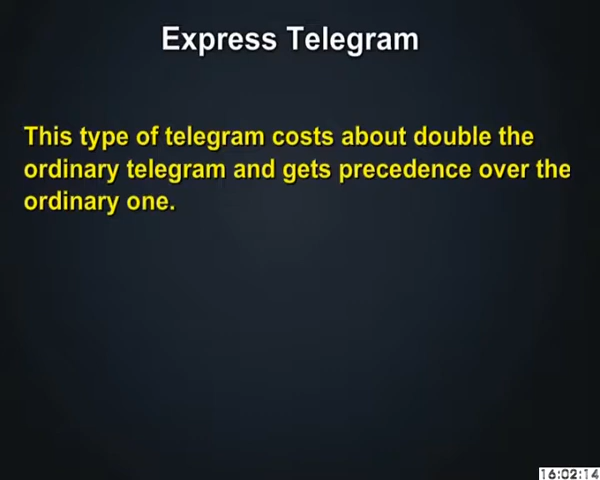 Express Telegram
This type of telegram costs about double the
ordinary telegram and gets precedence over the
ordinary one.
16:02:14